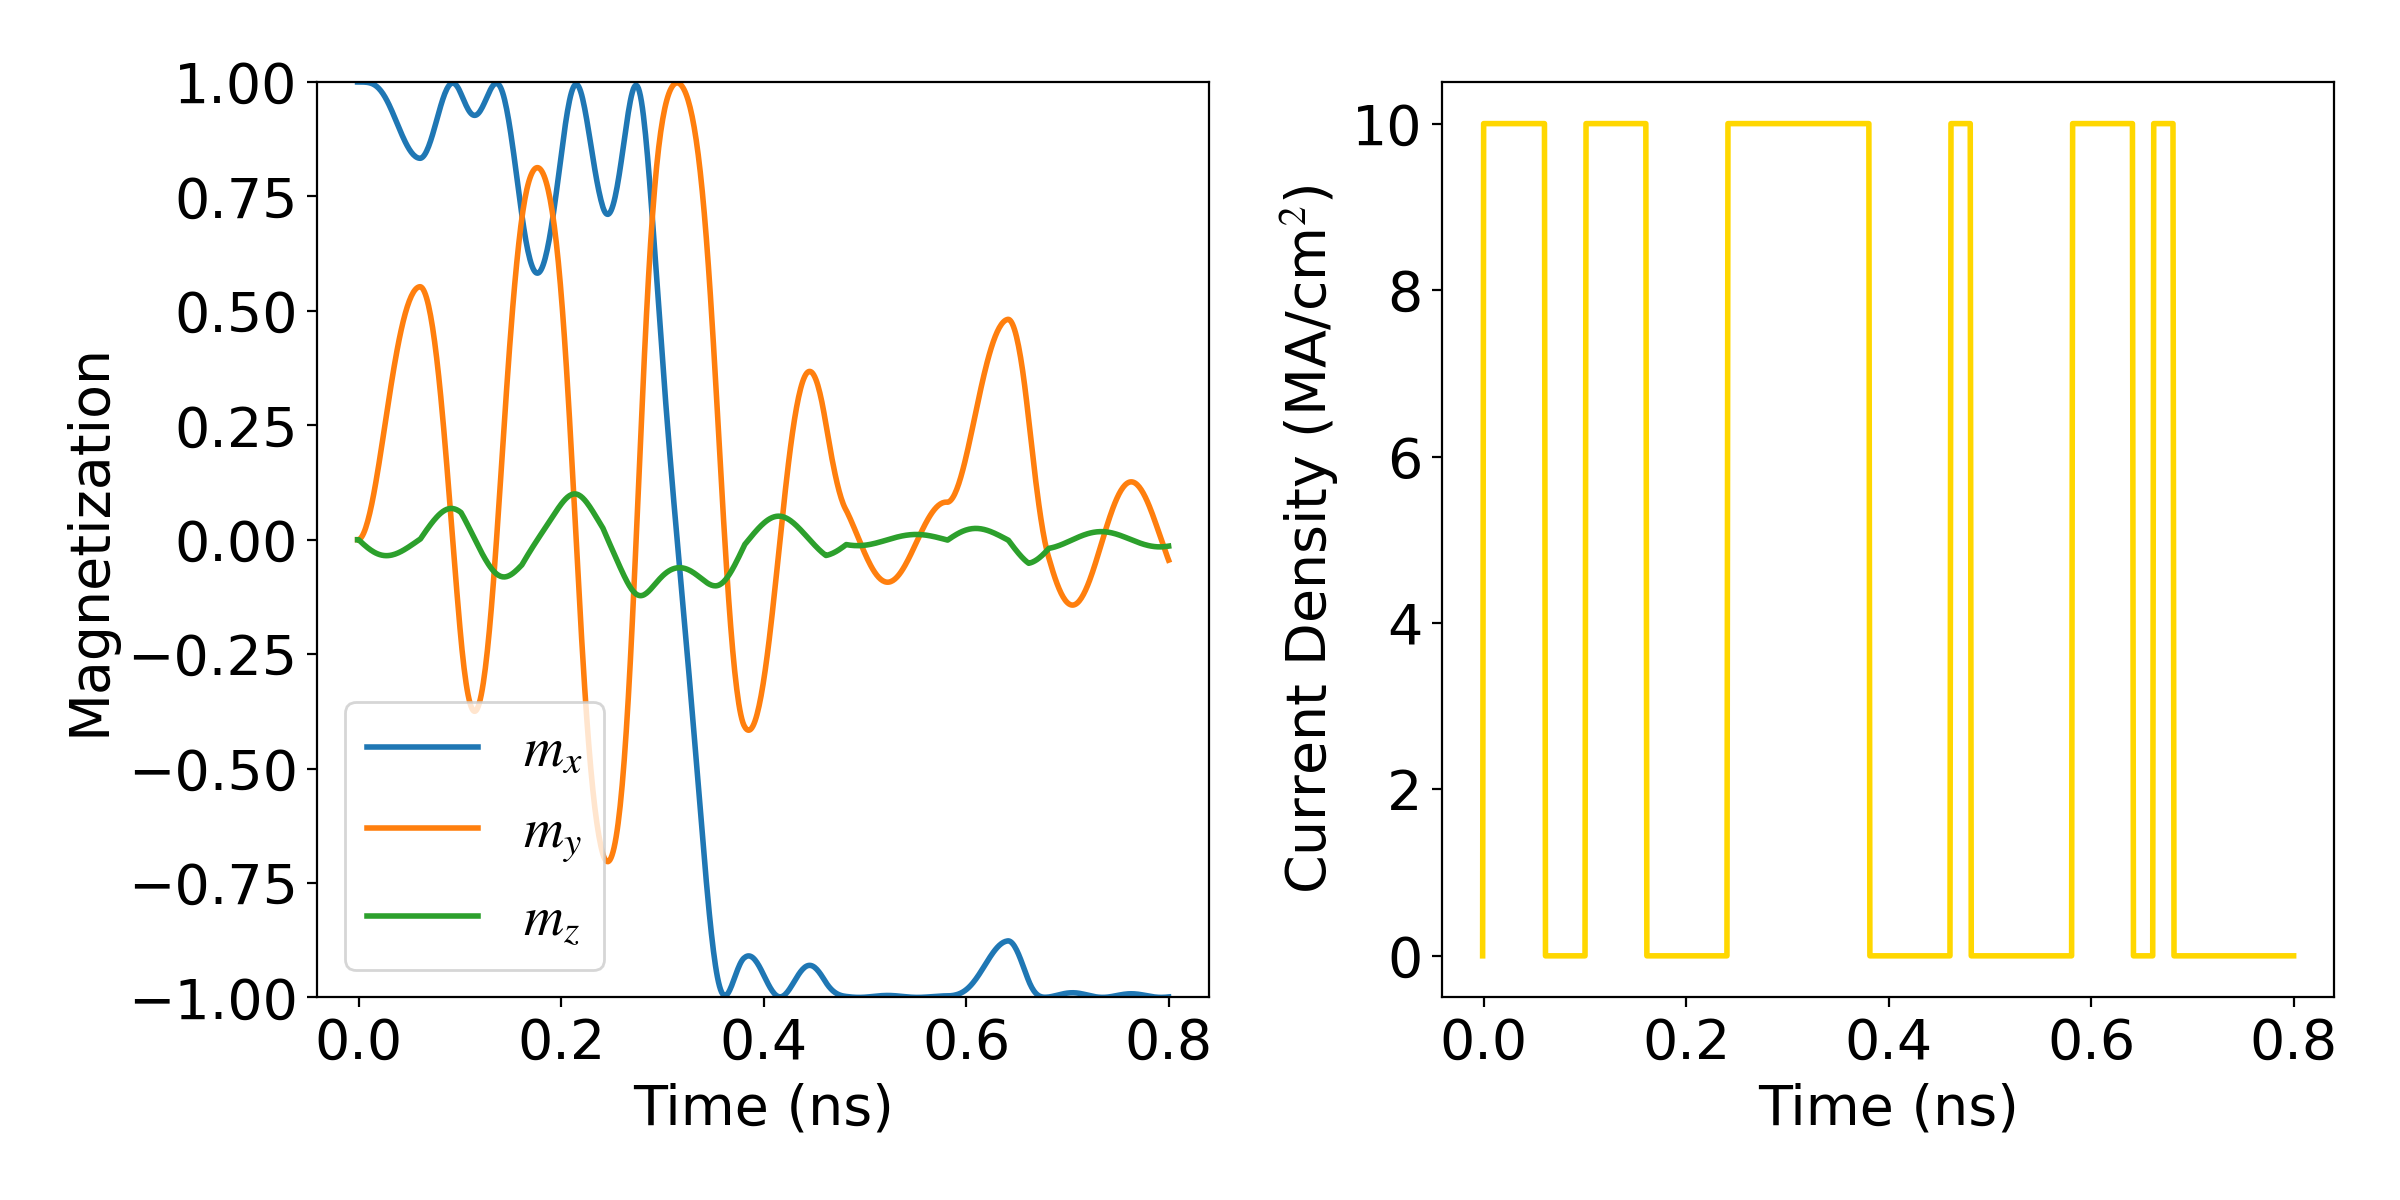 1.00
0.75
0.50
0.25
0.00
−0.25
−0.50
−0.75
−1.00
Magnetization
m_x
m_y
m_z
0.0 0.2 0.4 0.6 0.8
Time (ns)
10
8
6
4
2
0
Current Density (MA/cm²)
0.0 0.2 0.4 0.6 0.8
Time (ns)